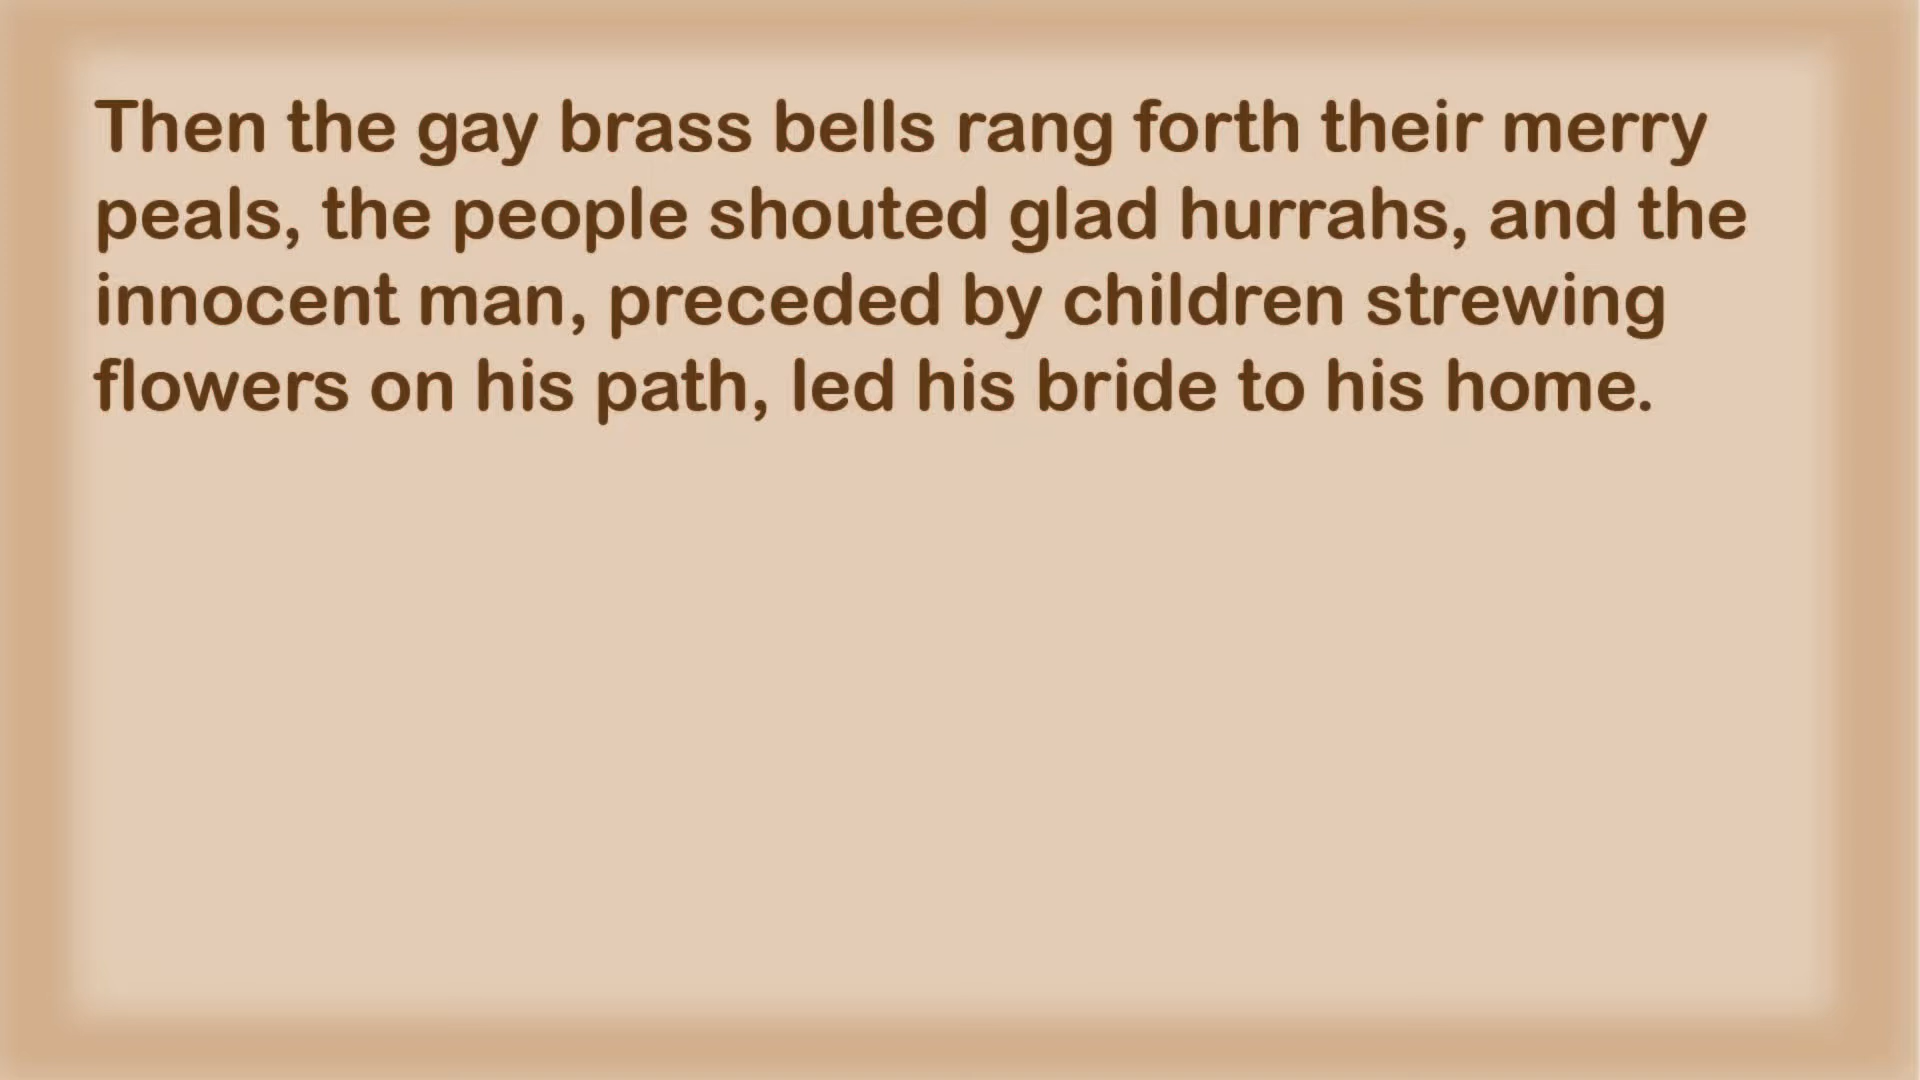 Then the gay brass bells rang forth their merry
peals, the people shouted glad hurrahs, and the
innocent man, preceded by children strewing
flowers on his path, led his bride to his home.